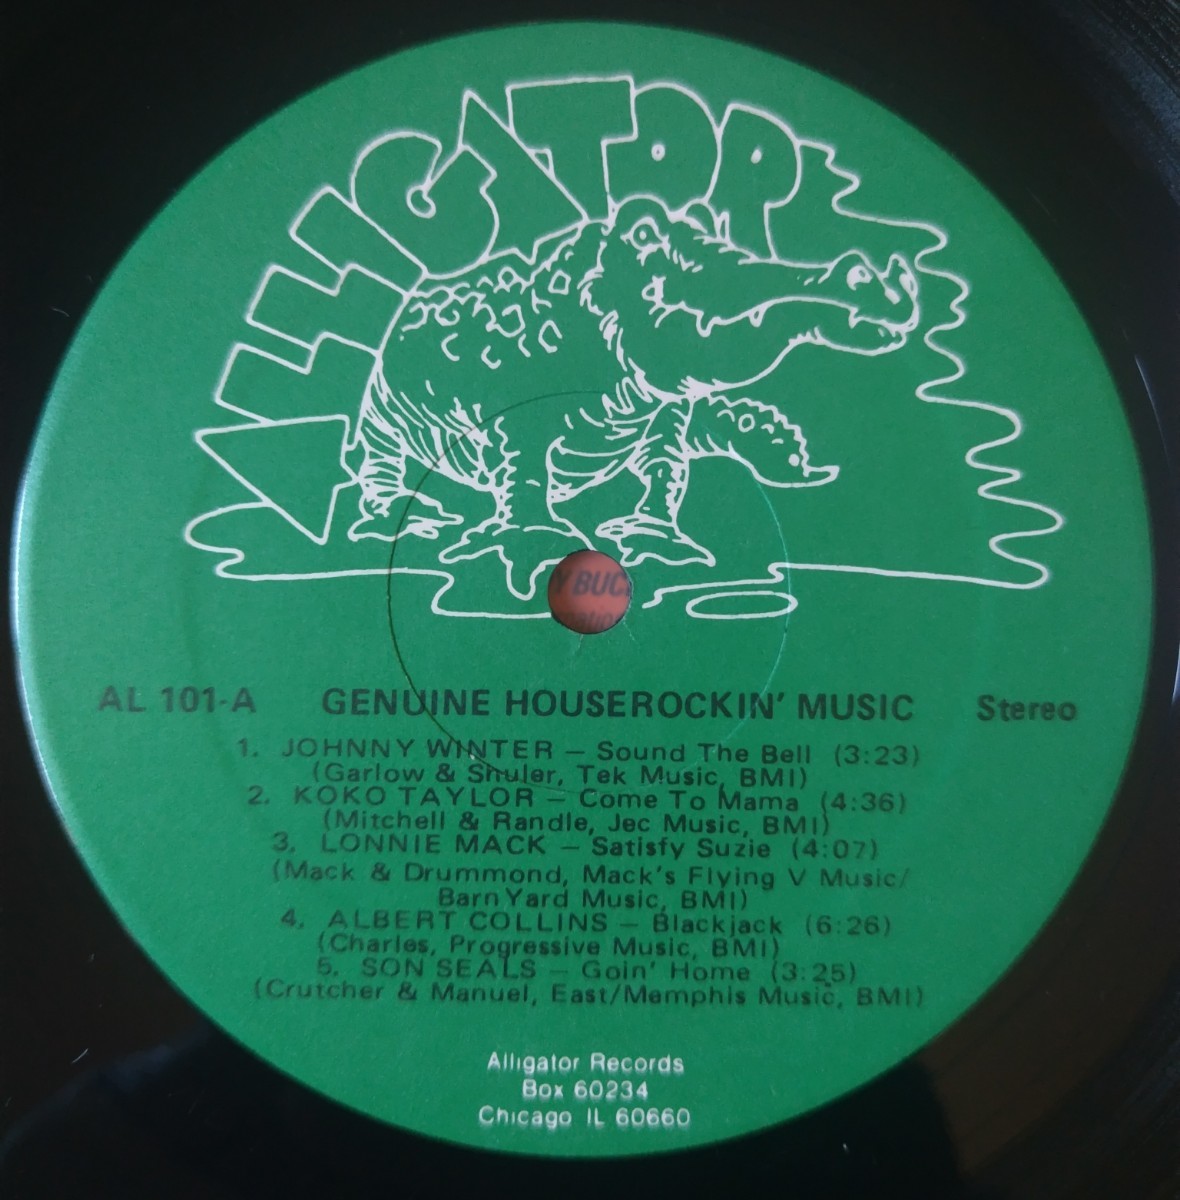 ALLIGATOR
Y BUC
AL 101-A GENUINE HOUSEROCKIN' MUSIC Stereo
1. JOHNNY WINTER – Sound The Bell (3:23)
(Garlow & Shuler, Tek Music, BMI)
2. KOKO TAYLOR – Come To Mama (4:36)
(Mitchell & Randle, Jec Music, BMI)
3. LONNIE MACK – Satisfy Suzie (4:07)
(Mack & Drummond, Mack's Flying V Music/
Barn Yard Music, BMI)
4. ALBERT COLLINS – Blackjack (6:26)
(Charles, Progressive Music, BMI)
5. SON SEALS – Goin' Home (3:25)
(Crutcher & Manuel, East/Memphis Music, BMI)
Alligator Records
Box 60234
Chicago IL 60660